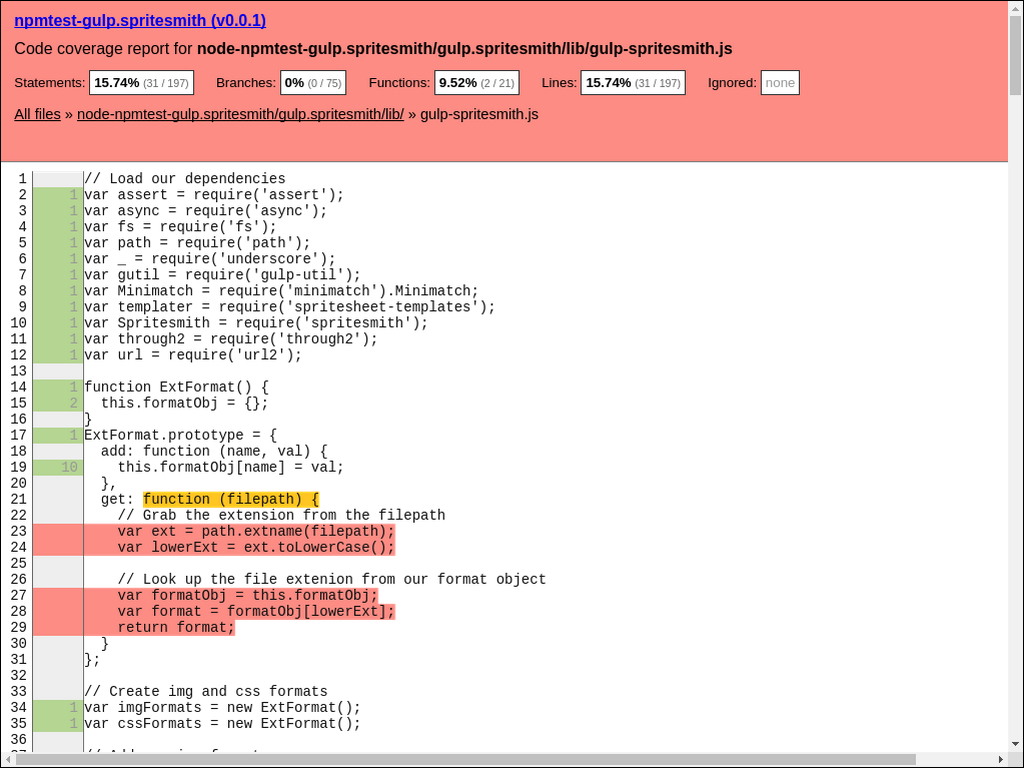 npmtest-gulp.spritesmith (v0.0.1)
Code coverage report for node-npmtest-gulp.spritesmith/gulp.spritesmith/lib/gulp-spritesmith.js
Statements: 15.74% (31 / 197) Branches: 0% (0 / 75) Functions: 9.52% (2 / 21) Lines: 15.74% (31 / 197) Ignored: none
All files » node-npmtest-gulp.spritesmith/gulp.spritesmith/lib/ » gulp-spritesmith.js
1 // Load our dependencies
2 1 var assert = require('assert');
3 1 var async = require('async');
4 1 var fs = require('fs');
5 1 var path = require('path');
6 1 var _ = require('underscore');
7 1 var gutil = require('gulp-util');
8 1 var Minimatch = require('minimatch').Minimatch;
9 1 var templater = require('spritesheet-templates');
10 1 var Spritesmith = require('spritesmith');
11 1 var through2 = require('through2');
12 1 var url = require('url2');
13
14 1 function ExtFormat() {
15 2 this.formatObj = {};
16 }
17 1 ExtFormat.prototype = {
18 add: function (name, val) {
19 10 this.formatObj[name] = val;
20 },
21 get: function (filepath) {
22 // Grab the extension from the filepath
23 var ext = path.extname(filepath);
24 var lowerExt = ext.toLowerCase();
25
26 // Look up the file extenion from our format object
27 var formatObj = this.formatObj;
28 var format = formatObj[lowerExt];
29 return format;
30 }
31 };
32
33 // Create img and css formats
34 1 var imgFormats = new ExtFormat();
35 1 var cssFormats = new ExtFormat();
36